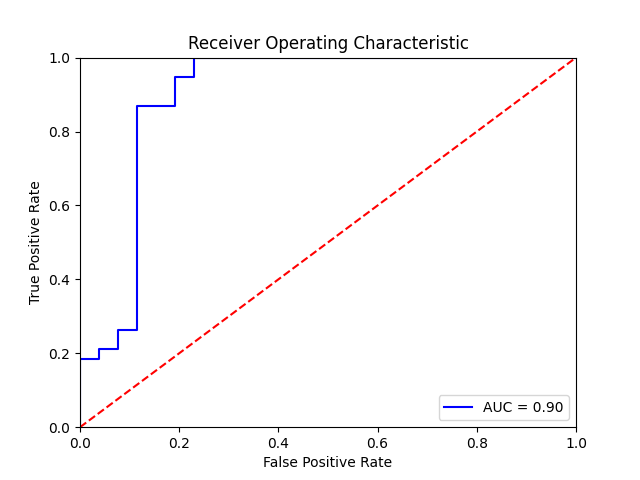 Receiver Operating Characteristic
1.0
0.8
0.6
0.4
0.2
0.0
True Positive Rate
AUC = 0.90
0.0 0.2 0.4 0.6 0.8 1.0
False Positive Rate